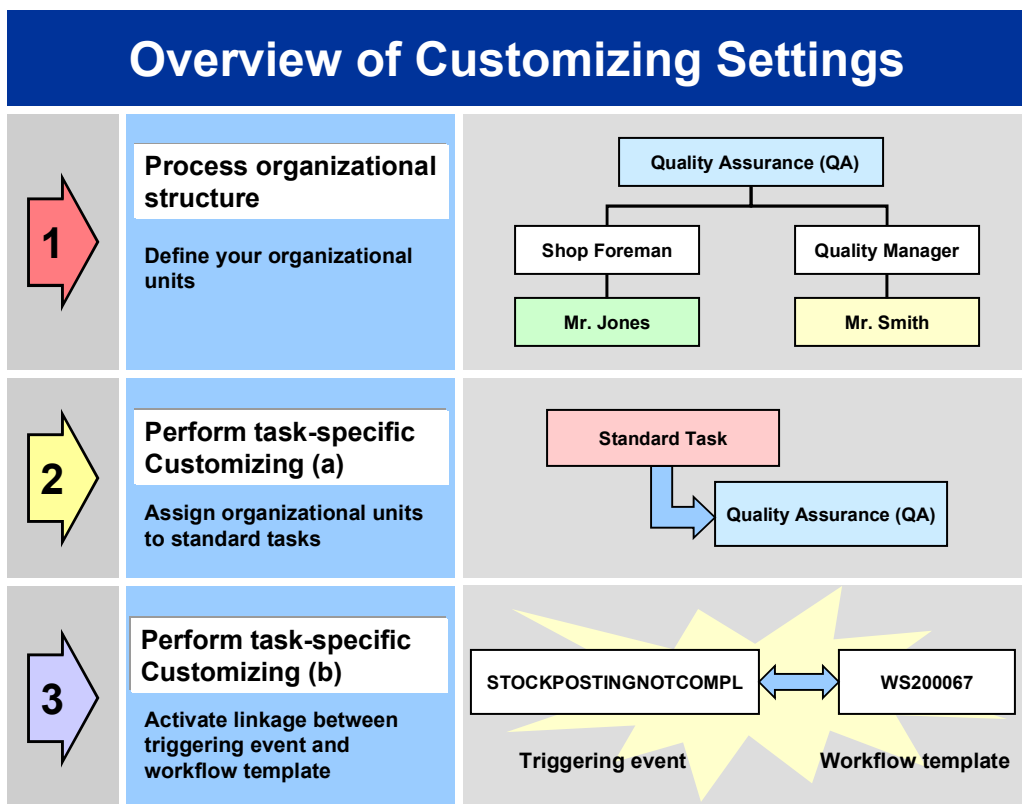 Overview of Customizing Settings
1
Process organizational
structure
Define your organizational
units
Quality Assurance (QA)
Shop Foreman
Quality Manager
Mr. Jones
Mr. Smith
2
Perform task-specific
Customizing (a)
Assign organizational units
to standard tasks
Standard Task
Quality Assurance (QA)
3
Perform task-specific
Customizing (b)
Activate linkage between
triggering event and
workflow template
STOCKPOSTINGNOTCOMPL
WS200067
Triggering event
Workflow template